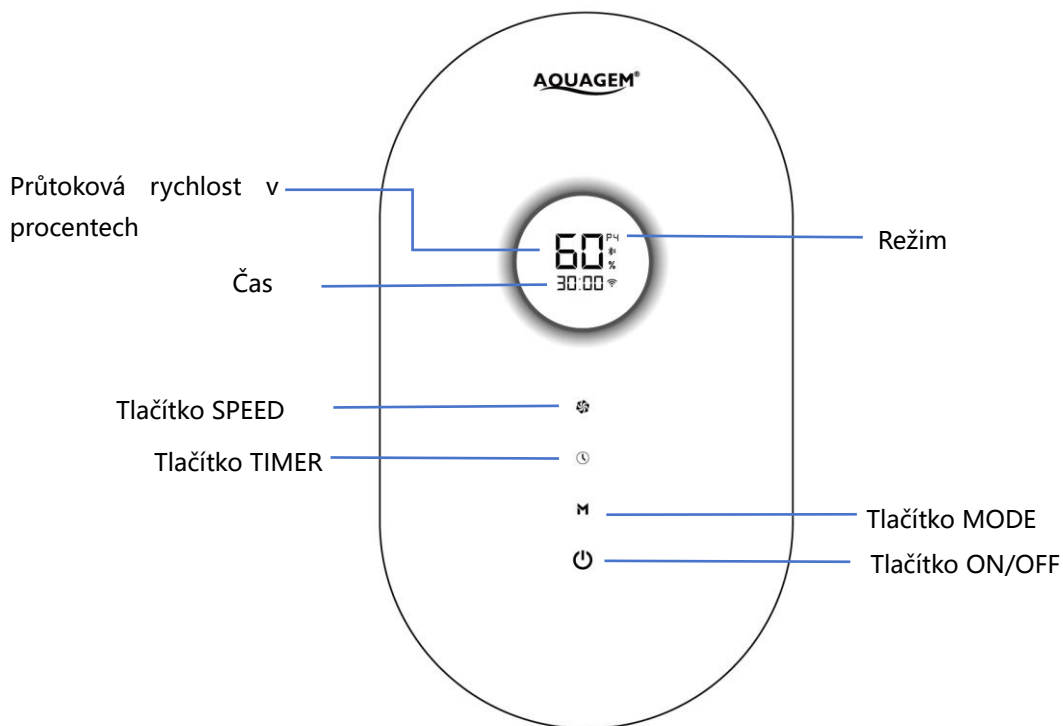 AQUAGEM®
Průtoková rychlost v
procentech
60
P4
%
Režim
Čas
30:00
Tlačítko SPEED
Tlačítko TIMER
M
Tlačítko MODE
Tlačítko ON/OFF